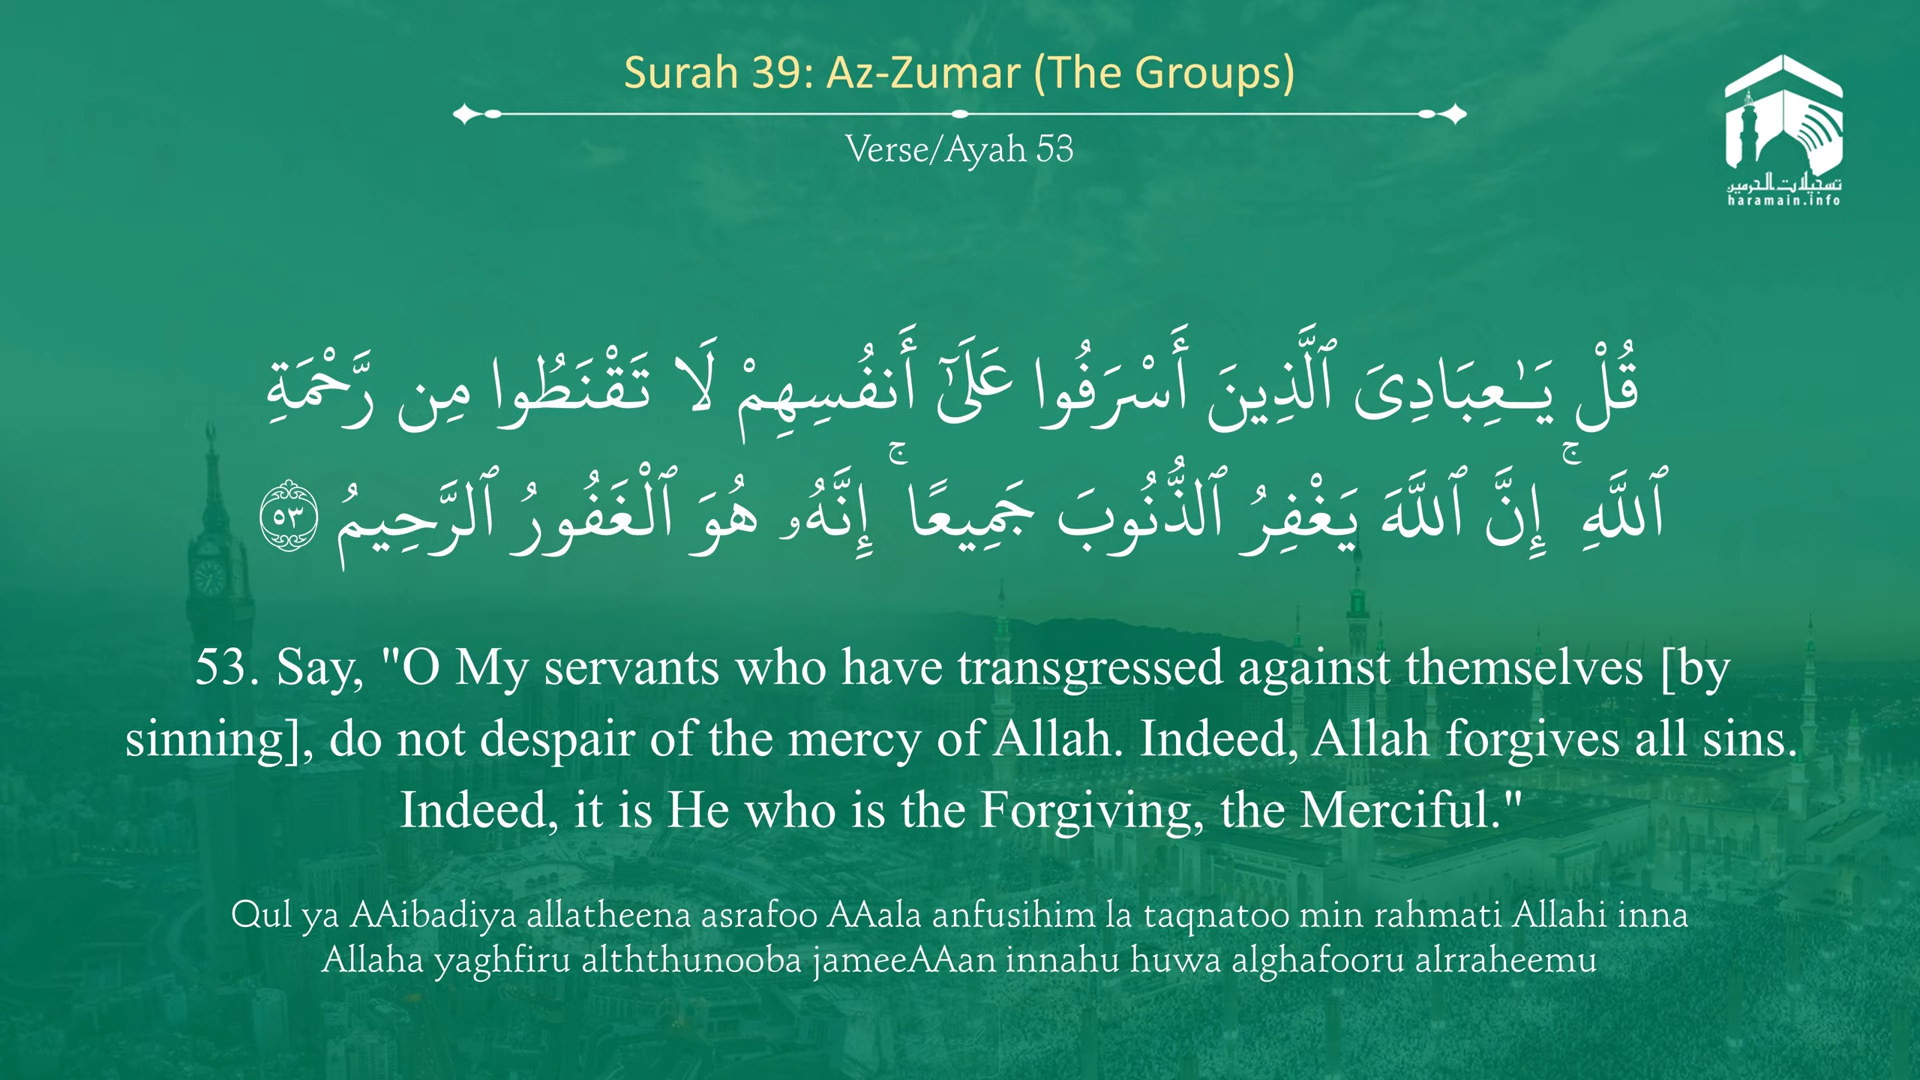 Surah 39: Az-Zumar (The Groups)
Verse/Ayah 53
تسجيلات الحرمين
haramain.info
قُلْ يَـٰعِبَادِىَ ٱلَّذِينَ أَسْرَفُوا عَلَىٰٓ أَنفُسِهِمْ لَا تَقْنَطُوا مِن رَّحْمَةِ
ٱللَّهِ ۚ إِنَّ ٱللَّهَ يَغْفِرُ ٱلذُّنُوبَ جَمِيعًا ۚ إِنَّهُۥ هُوَ ٱلْغَفُورُ ٱلرَّحِيمُ ٥٣
53. Say, "O My servants who have transgressed against themselves [by
sinning], do not despair of the mercy of Allah. Indeed, Allah forgives all sins.
Indeed, it is He who is the Forgiving, the Merciful."
Qul ya AAibadiya allatheena asrafoo AAala anfusihim la taqnatoo min rahmati Allahi inna
Allaha yaghfiru alththunooba jameeAAan innahu huwa alghafooru alrraheemu